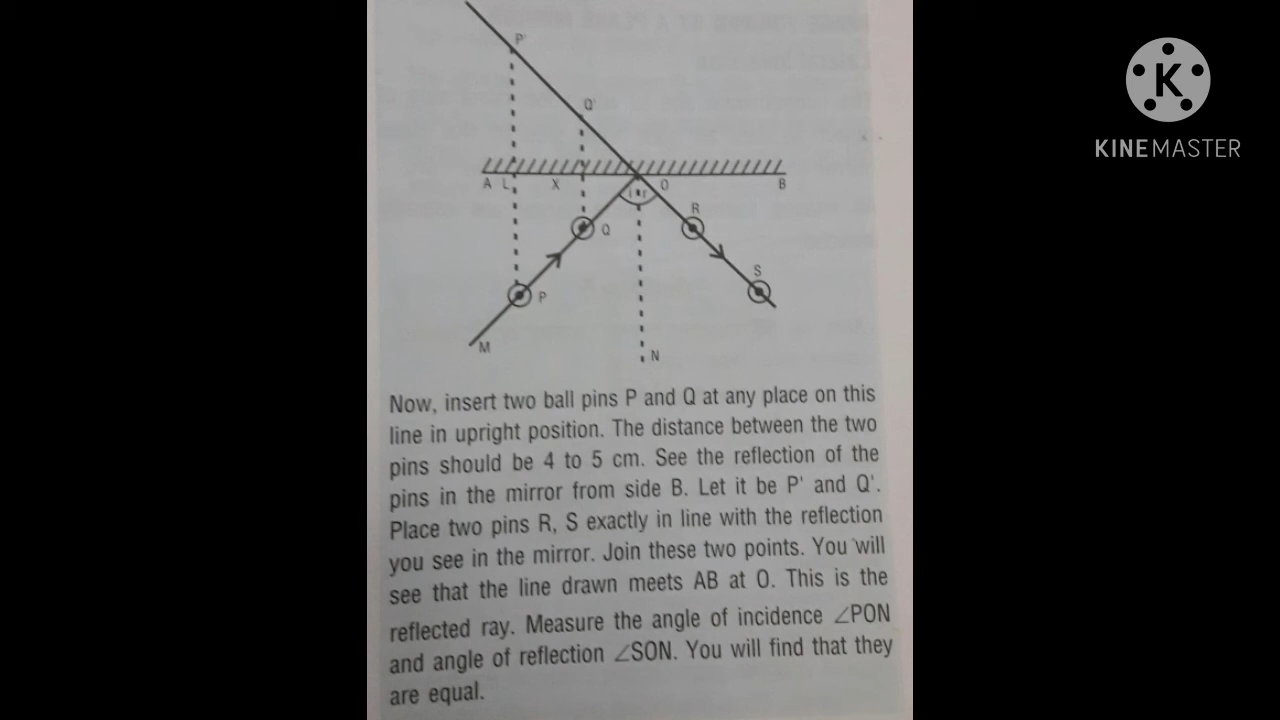 P'
Q'
A L X O B
i r
Q R
P S
M
N
K
KINEMASTER
Now, insert two ball pins P and Q at any place on this
line in upright position. The distance between the two
pins should be 4 to 5 cm. See the reflection of the
pins in the mirror from side B. Let it be P' and Q'.
Place two pins R, S exactly in line with the reflection
you see in the mirror. Join these two points. You will
see that the line drawn meets AB at O. This is the
reflected ray. Measure the angle of incidence ∠PON
and angle of reflection ∠SON. You will find that they
are equal.